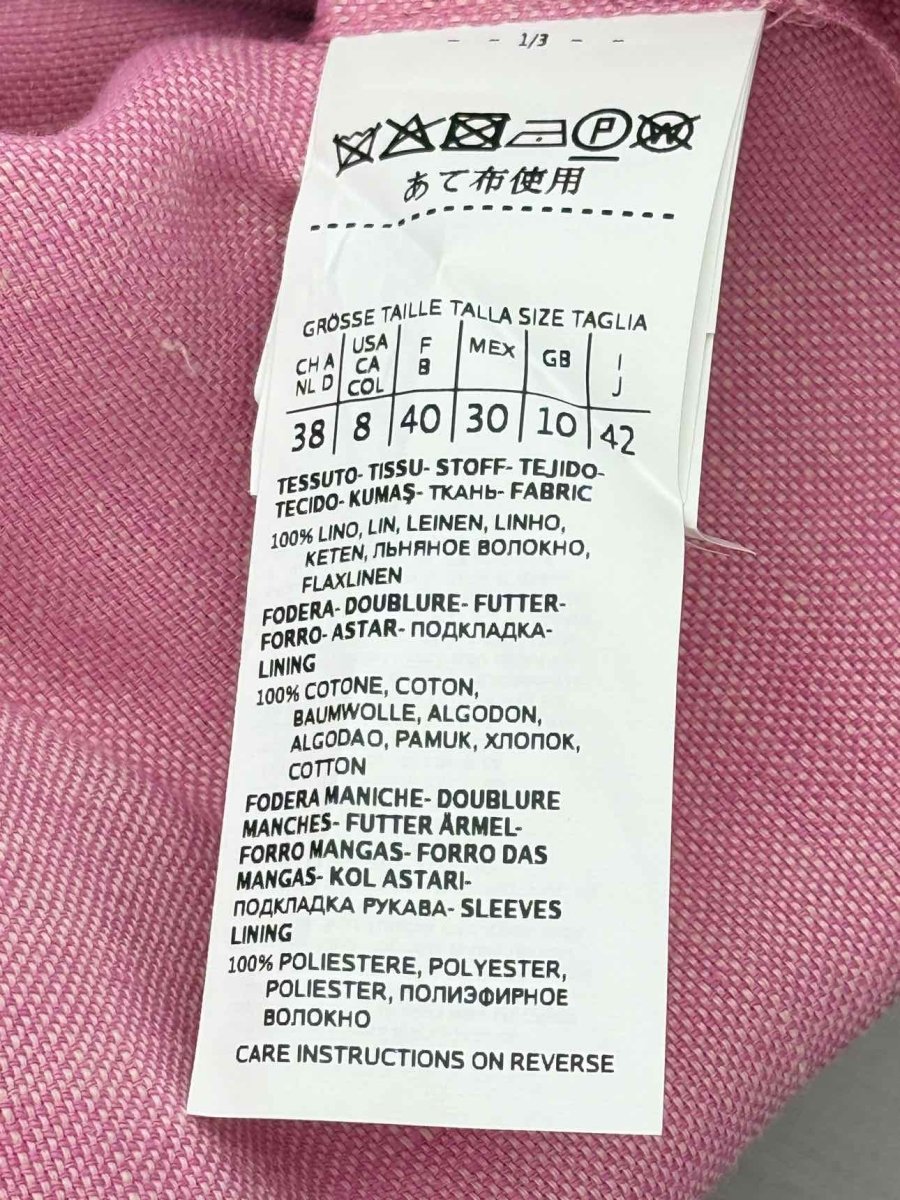 - - 1/3 - -
P W
あて布使用
GRÖSSE TAILLE TALLA SIZE TAGLIA
CH A NL D USA CA COL F B MEX GB I J
38 8 40 30 10 42
TESSUTO- TISSU- STOFF- TEJIDO-
TECIDO- KUMAŞ- ТКАНЬ- FABRIC
100% LINO, LIN, LEINEN, LINHO,
KETEN, ЛЬНЯНОЕ ВОЛОКНО,
FLAXLINEN
FODERA- DOUBLURE- FUTTER-
FORRO- ASTAR- ПОДКЛАДКА-
LINING
100% COTONE, COTON,
BAUMWOLLE, ALGODON,
ALGODAO, PAMUK, ХЛОПОК,
COTTON
FODERA MANICHE- DOUBLURE
MANCHES- FUTTER ÄRMEL-
FORRO MANGAS- FORRO DAS
MANGAS- KOL ASTARI-
ПОДКЛАДКА РУКАВА- SLEEVES
LINING
100% POLIESTERE, POLYESTER,
POLIESTER, ПОЛИЭФИРНОЕ
ВОЛОКНО
CARE INSTRUCTIONS ON REVERSE